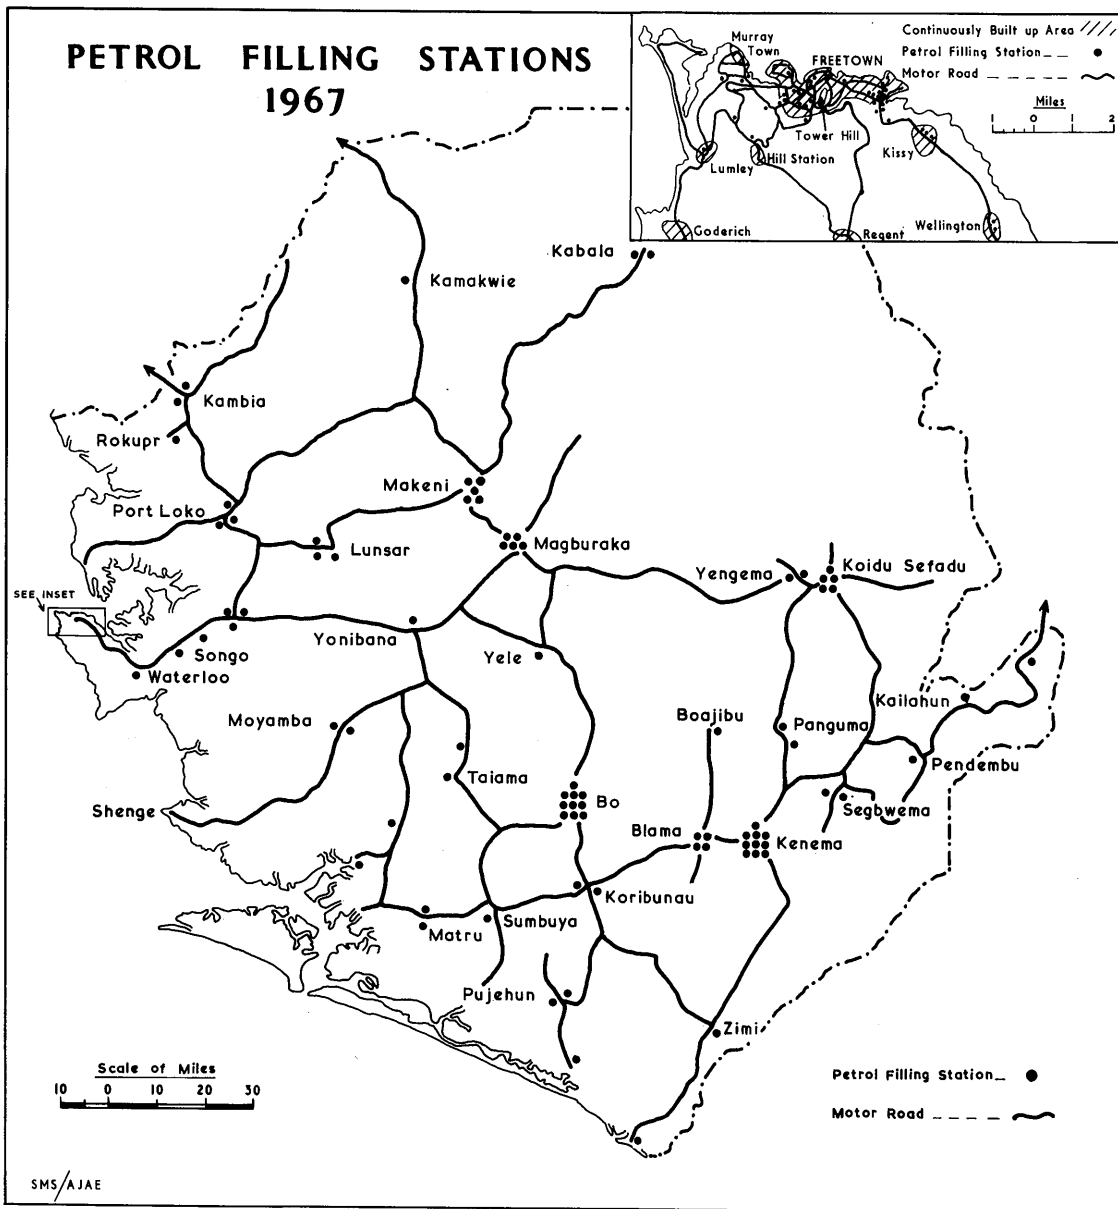 PETROL FILLING STATIONS
1967
Continuously Built up Area
Petrol Filling Station
Motor Road
Miles
1 0 1 2
Murray
Town
FREETOWN
Tower Hill
Kissy
Lumley
Hill Station
Goderich
Regent
Wellington
Kabala
Kamakwie
Kambia
Rokupr
Makeni
Port Loko
Lunsar
Magburaka
Yengema
Koidu Sefadu
SEE INSET
Yonibana
Songo
Waterloo
Yele
Kailahun
Moyamba
Boajibu
Panguma
Pendembu
Taiama
Shenge
Bo
Segbwema
Blama
Kenema
Koribunau
Matru
Sumbuya
Pujehun
Zimi
Scale of Miles
10 0 10 20 30
Petrol Filling Station
Motor Road
SMS/AJAE